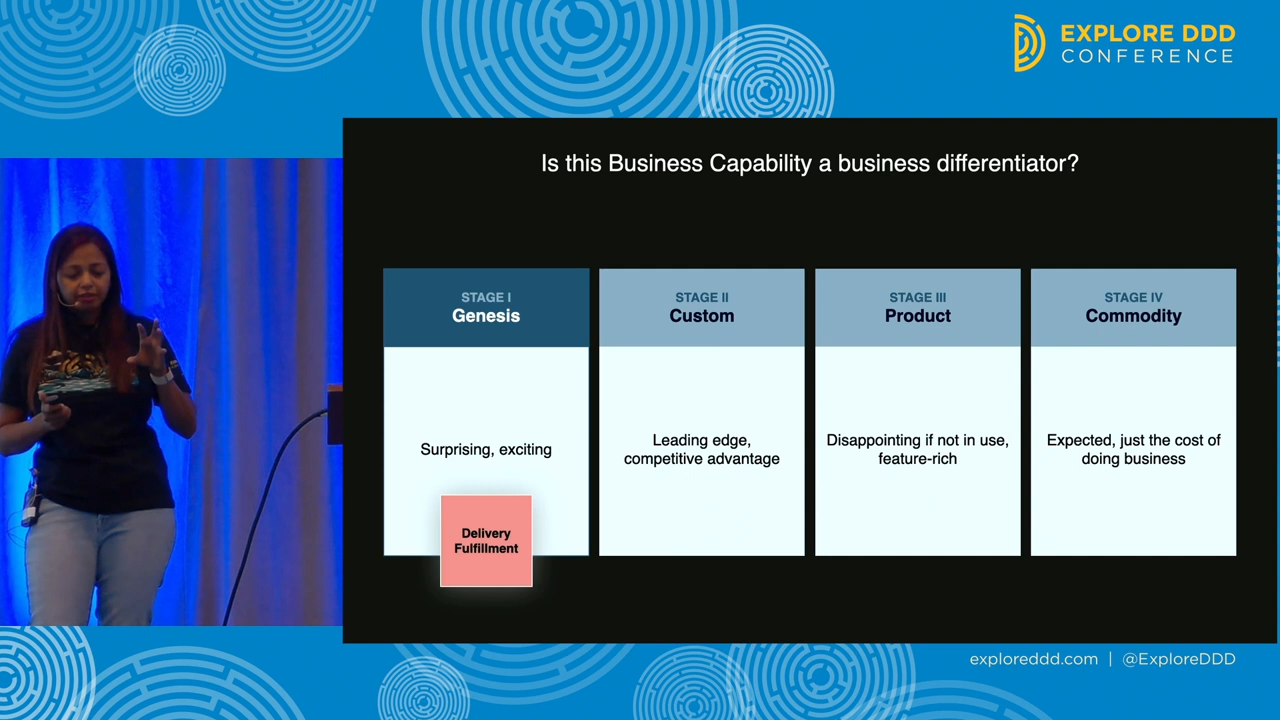 EXPLORE DDD
CONFERENCE
Is this Business Capability a business differentiator?
STAGE I
Genesis
Surprising, exciting
Delivery
Fulfillment
STAGE II
Custom
Leading edge,
competitive advantage
STAGE III
Product
Disappointing if not in use,
feature-rich
STAGE IV
Commodity
Expected, just the cost of
doing business
exploreddd.com | @ExploreDDD